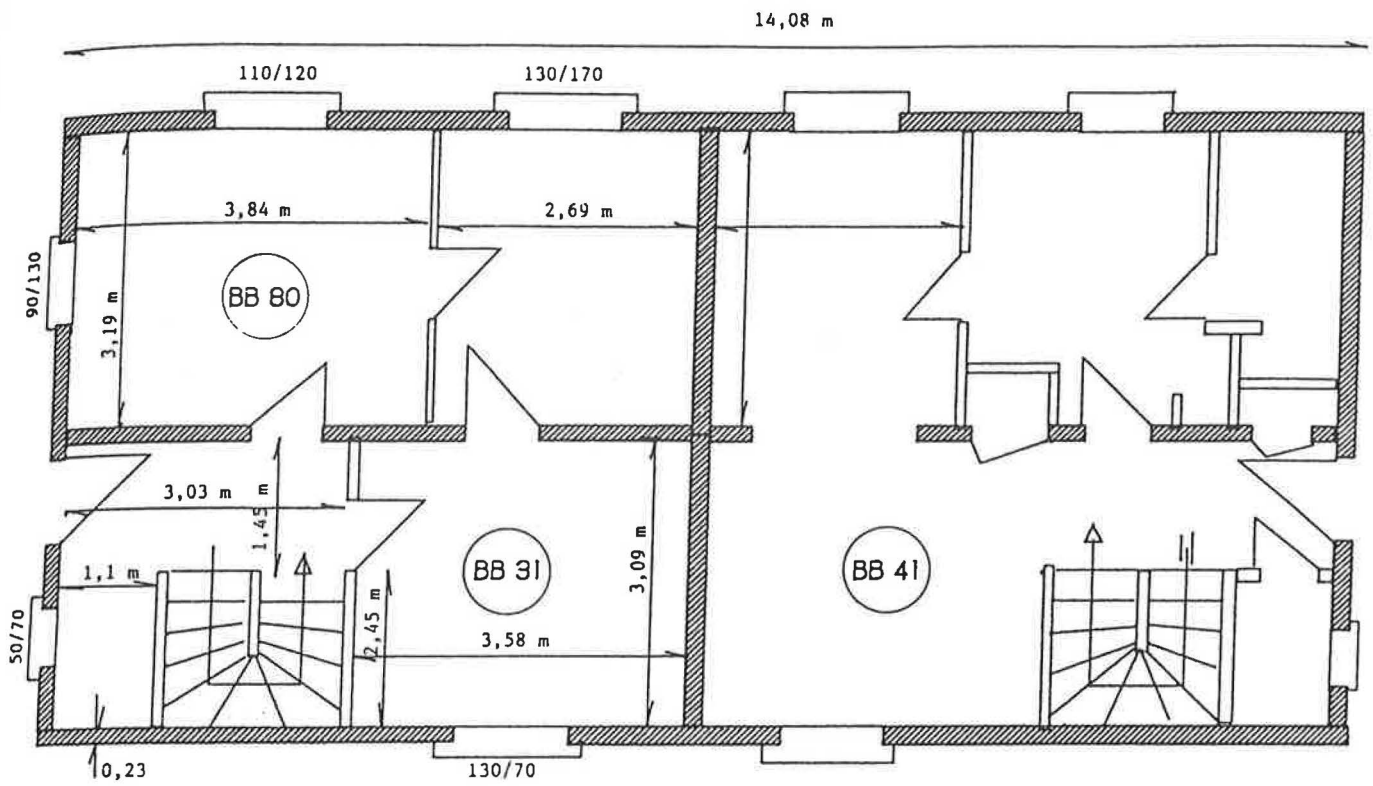 14,08 m
110/120
130/170
3,84 m
2,69 m
90/130
BB 80
3,19 m
3,03 m
1,45 m
1,1 m
BB 31
3,09 m
BB 41
2,45 m
50/70
3,58 m
0,23
130/70